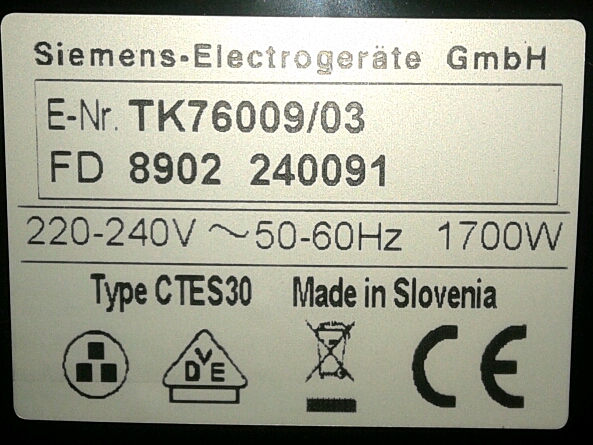 Siemens-Electrogeräte GmbH
E-Nr. TK76009/03
FD 8902 240091
220-240V ~ 50-60Hz 1700W
Type CTES30 Made in Slovenia
VDE CE